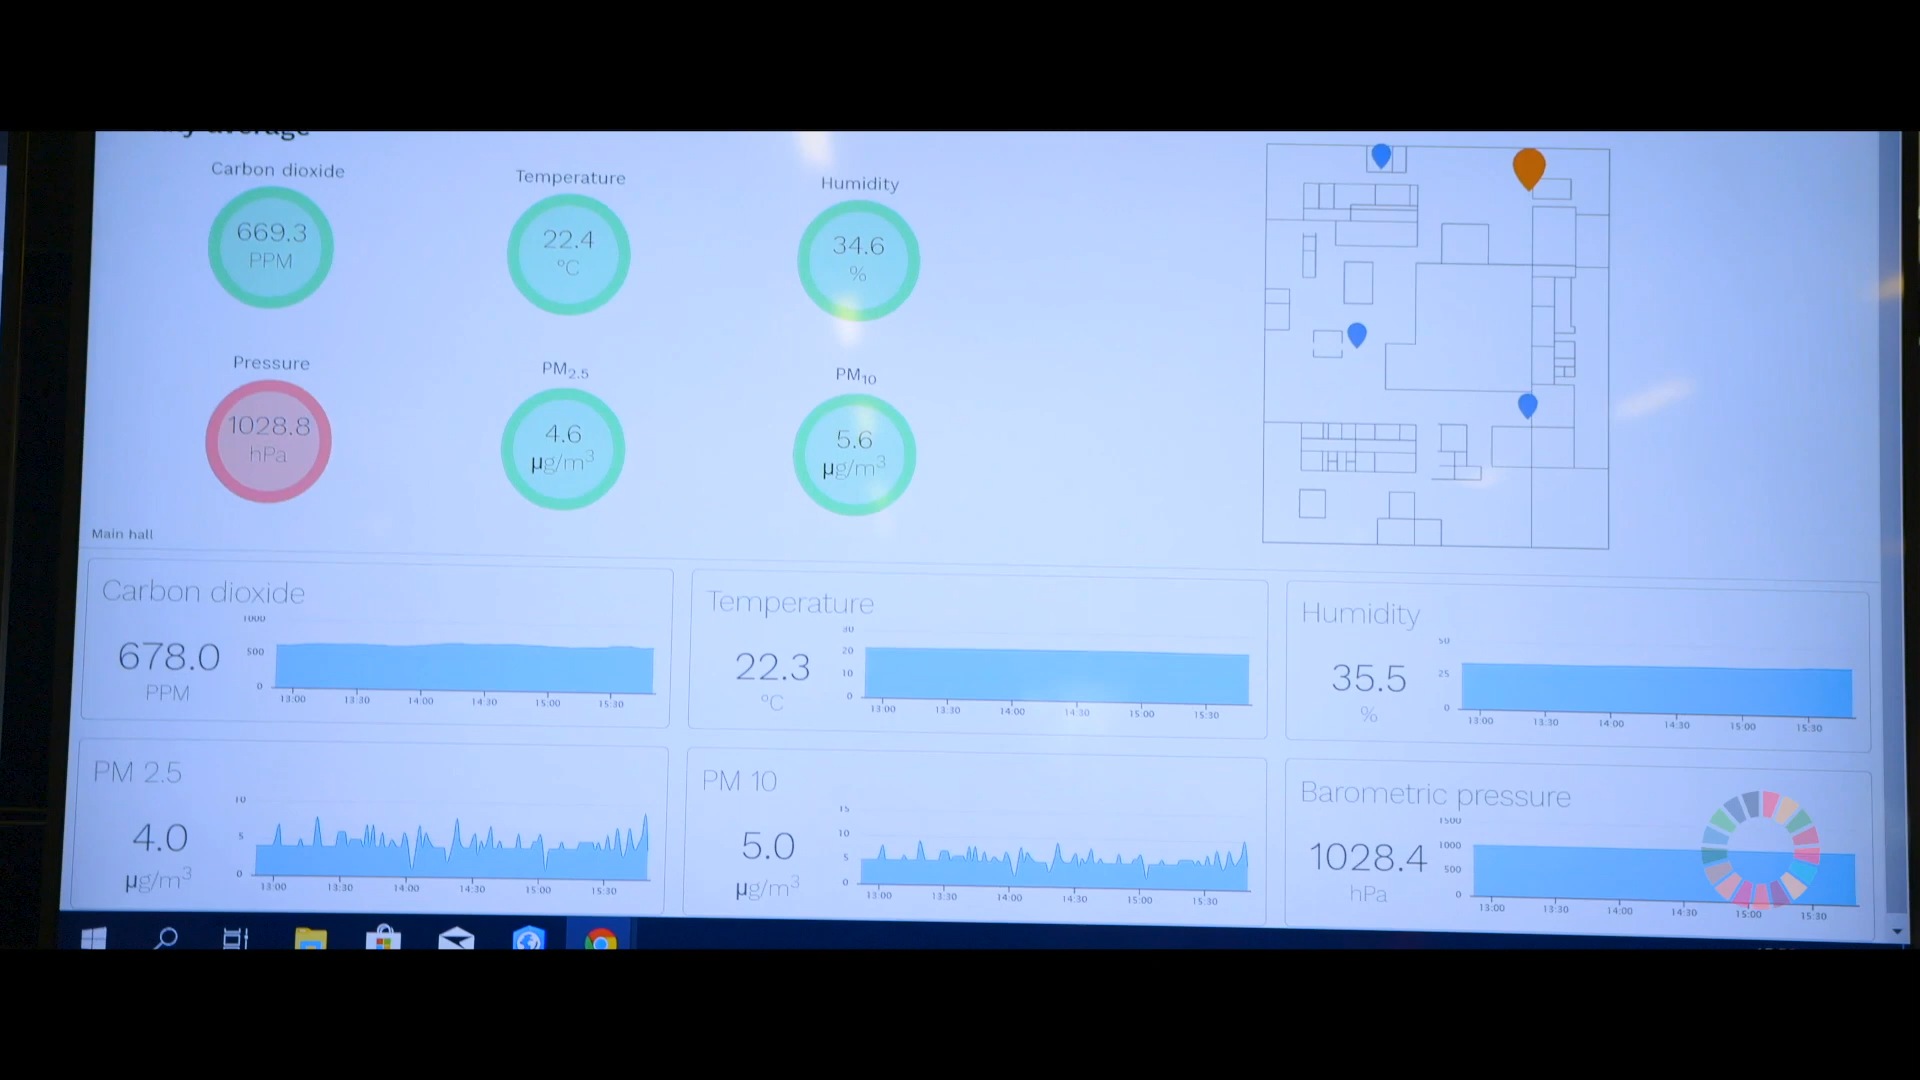 average
Carbon dioxide
669.3
PPM
Temperature
22.4
°C
Humidity
34.6
%
Pressure
1028.8
hPa
PM2.5
4.6
µg/m³
PM10
5.6
µg/m³
Main hall
Carbon dioxide
678.0
PPM
1000
500
0
13:00 13:30 14:00 14:30 15:00 15:30
Temperature
22.3
°C
30
20
10
0
13:00 13:30 14:00 14:30 15:00 15:30
Humidity
35.5
%
50
25
0
13:00 13:30 14:00 14:30 15:00 15:30
PM 2.5
4.0
µg/m³
10
5
0
13:00 13:30 14:00 14:30 15:00 15:30
PM 10
5.0
µg/m³
15
10
5
0
13:00 13:30 14:00 14:30 15:00 15:30
Barometric pressure
1028.4
hPa
1500
1000
500
0
13:00 13:30 14:00 14:30 15:00 15:30